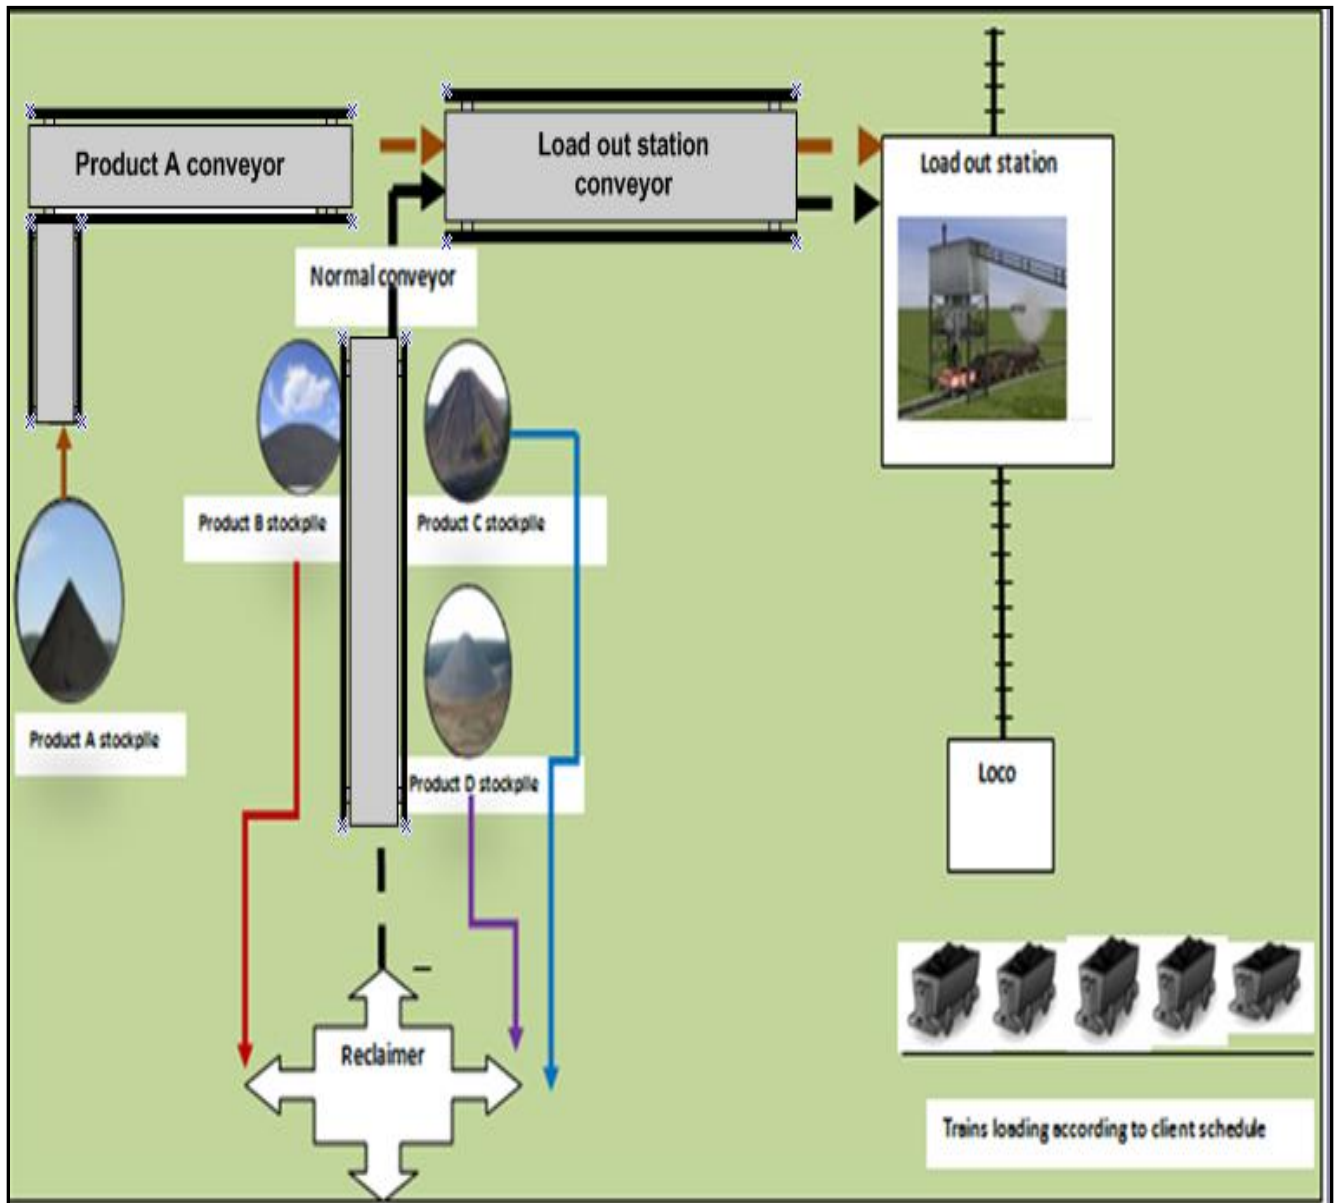 Product A conveyor
Load out station
conveyor
Load out station
Normal conveyor
Product B stockpile
Product C stockpile
Product A stockpile
Product D stockpile
Loco
Reclaimer
Trains loading according to client schedule